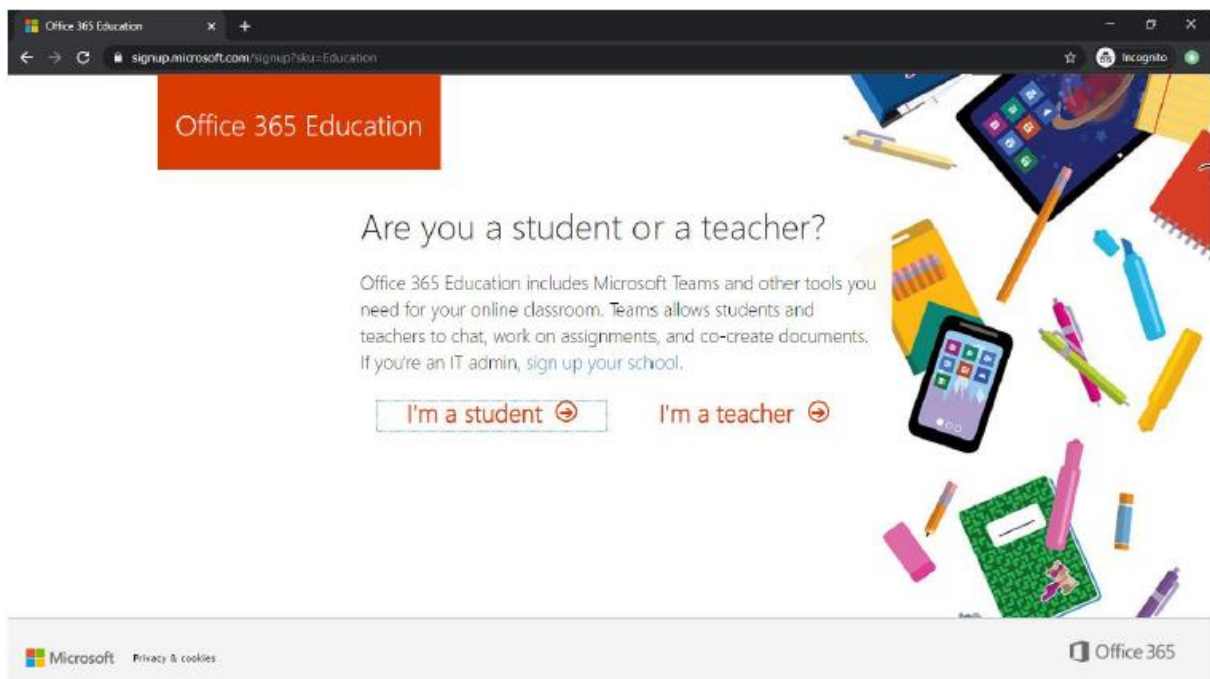 Office 365 Education
signup.microsoft.com/signup?sku=Education
Incognito
Office 365 Education
Are you a student or a teacher?
Office 365 Education includes Microsoft Teams and other tools you
need for your online classroom. Teams allows students and
teachers to chat, work on assignments, and co-create documents.
If you're an IT admin, sign up your school.
I'm a student
I'm a teacher
Microsoft Privacy & cookies
Office 365